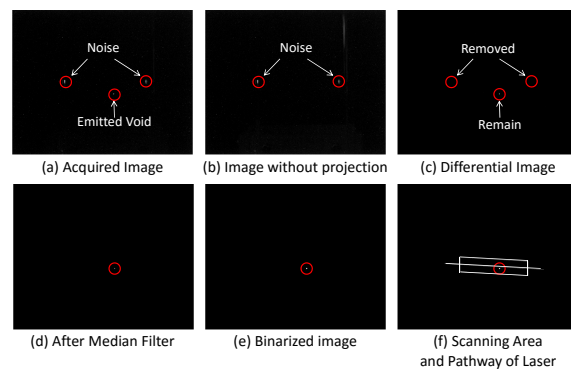 Noise
Emitted Void
(a) Acquired Image
Noise
(b) Image without projection
Removed
Remain
(c) Differential Image
(d) After Median Filter
(e) Binarized image
(f) Scanning Area
and Pathway of Laser